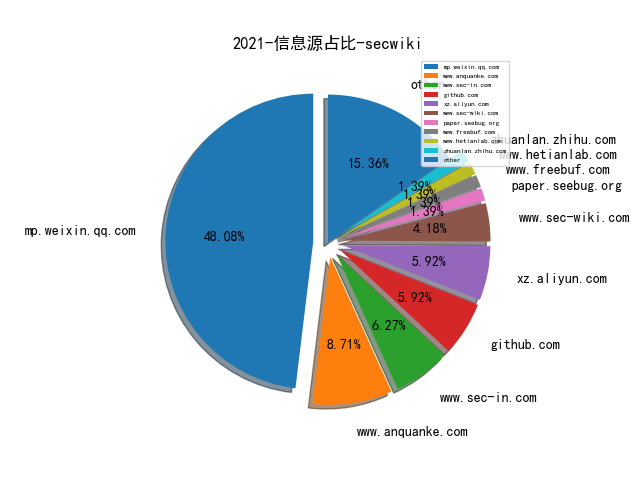 2021-信息源占比-secwiki
mp.weixin.qq.com
www.anquanke.com
www.sec-in.com
github.com
xz.aliyun.com
www.sec-wiki.com
paper.seebug.org
www.freebuf.com
www.hetianlab.com
zhuanlan.zhihu.com
other
other
15.36%
zhuanlan.zhihu.com
1.39%
www.hetianlab.com
1.39%
www.freebuf.com
1.39%
paper.seebug.org
1.39%
www.sec-wiki.com
4.18%
mp.weixin.qq.com
48.08%
xz.aliyun.com
5.92%
github.com
5.92%
www.sec-in.com
6.27%
www.anquanke.com
8.71%